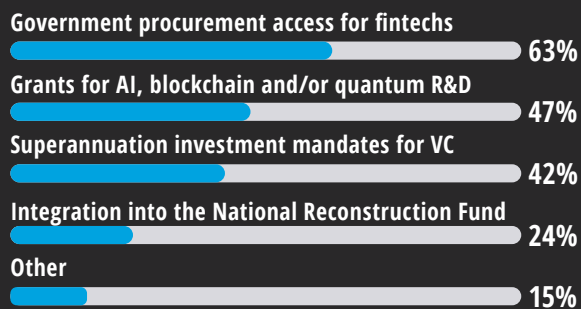 Government procurement access for fintechs
63%
Grants for AI, blockchain and/or quantum R&D
47%
Superannuation investment mandates for VC
42%
Integration into the National Reconstruction Fund
24%
Other
15%